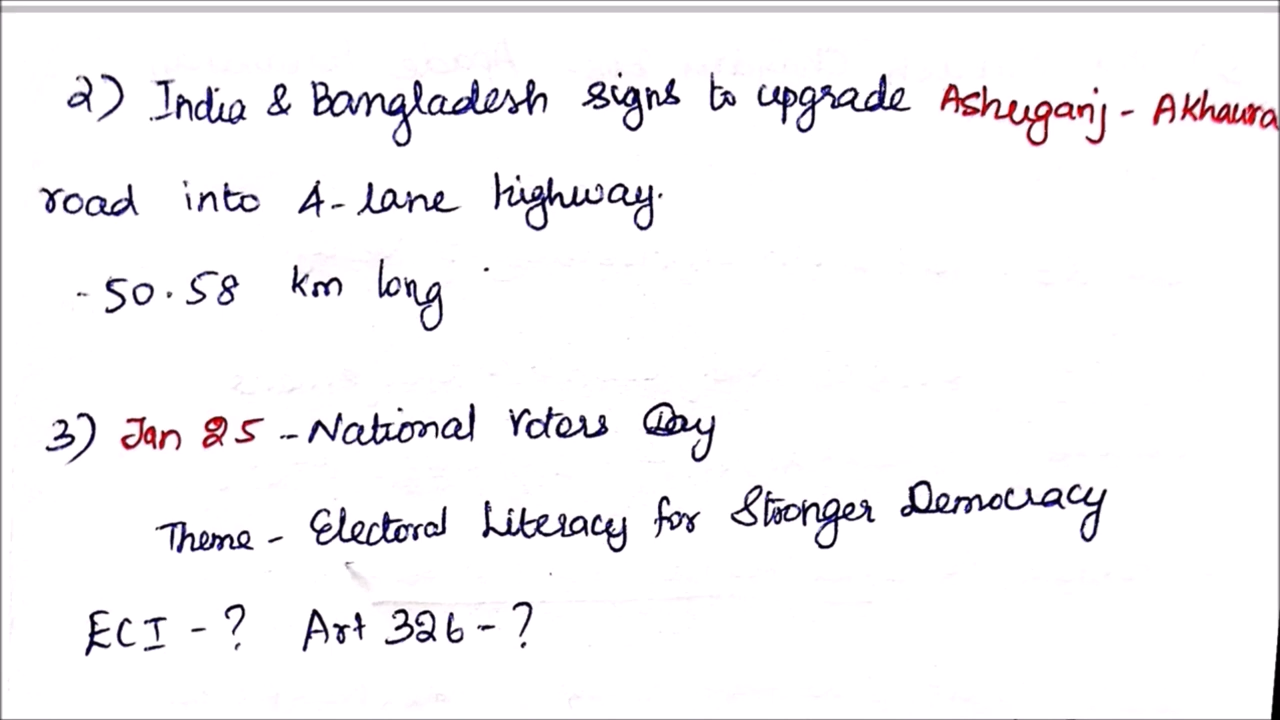 2) India & Bangladesh signs to upgrade Ashuganj - Akhaura
road into 4-lane highway.
- 50.58 km long
3) Jan 25 - National Voters Day
Theme - Electoral Literacy for Stronger Democracy
ECI - ? Art 326 - ?